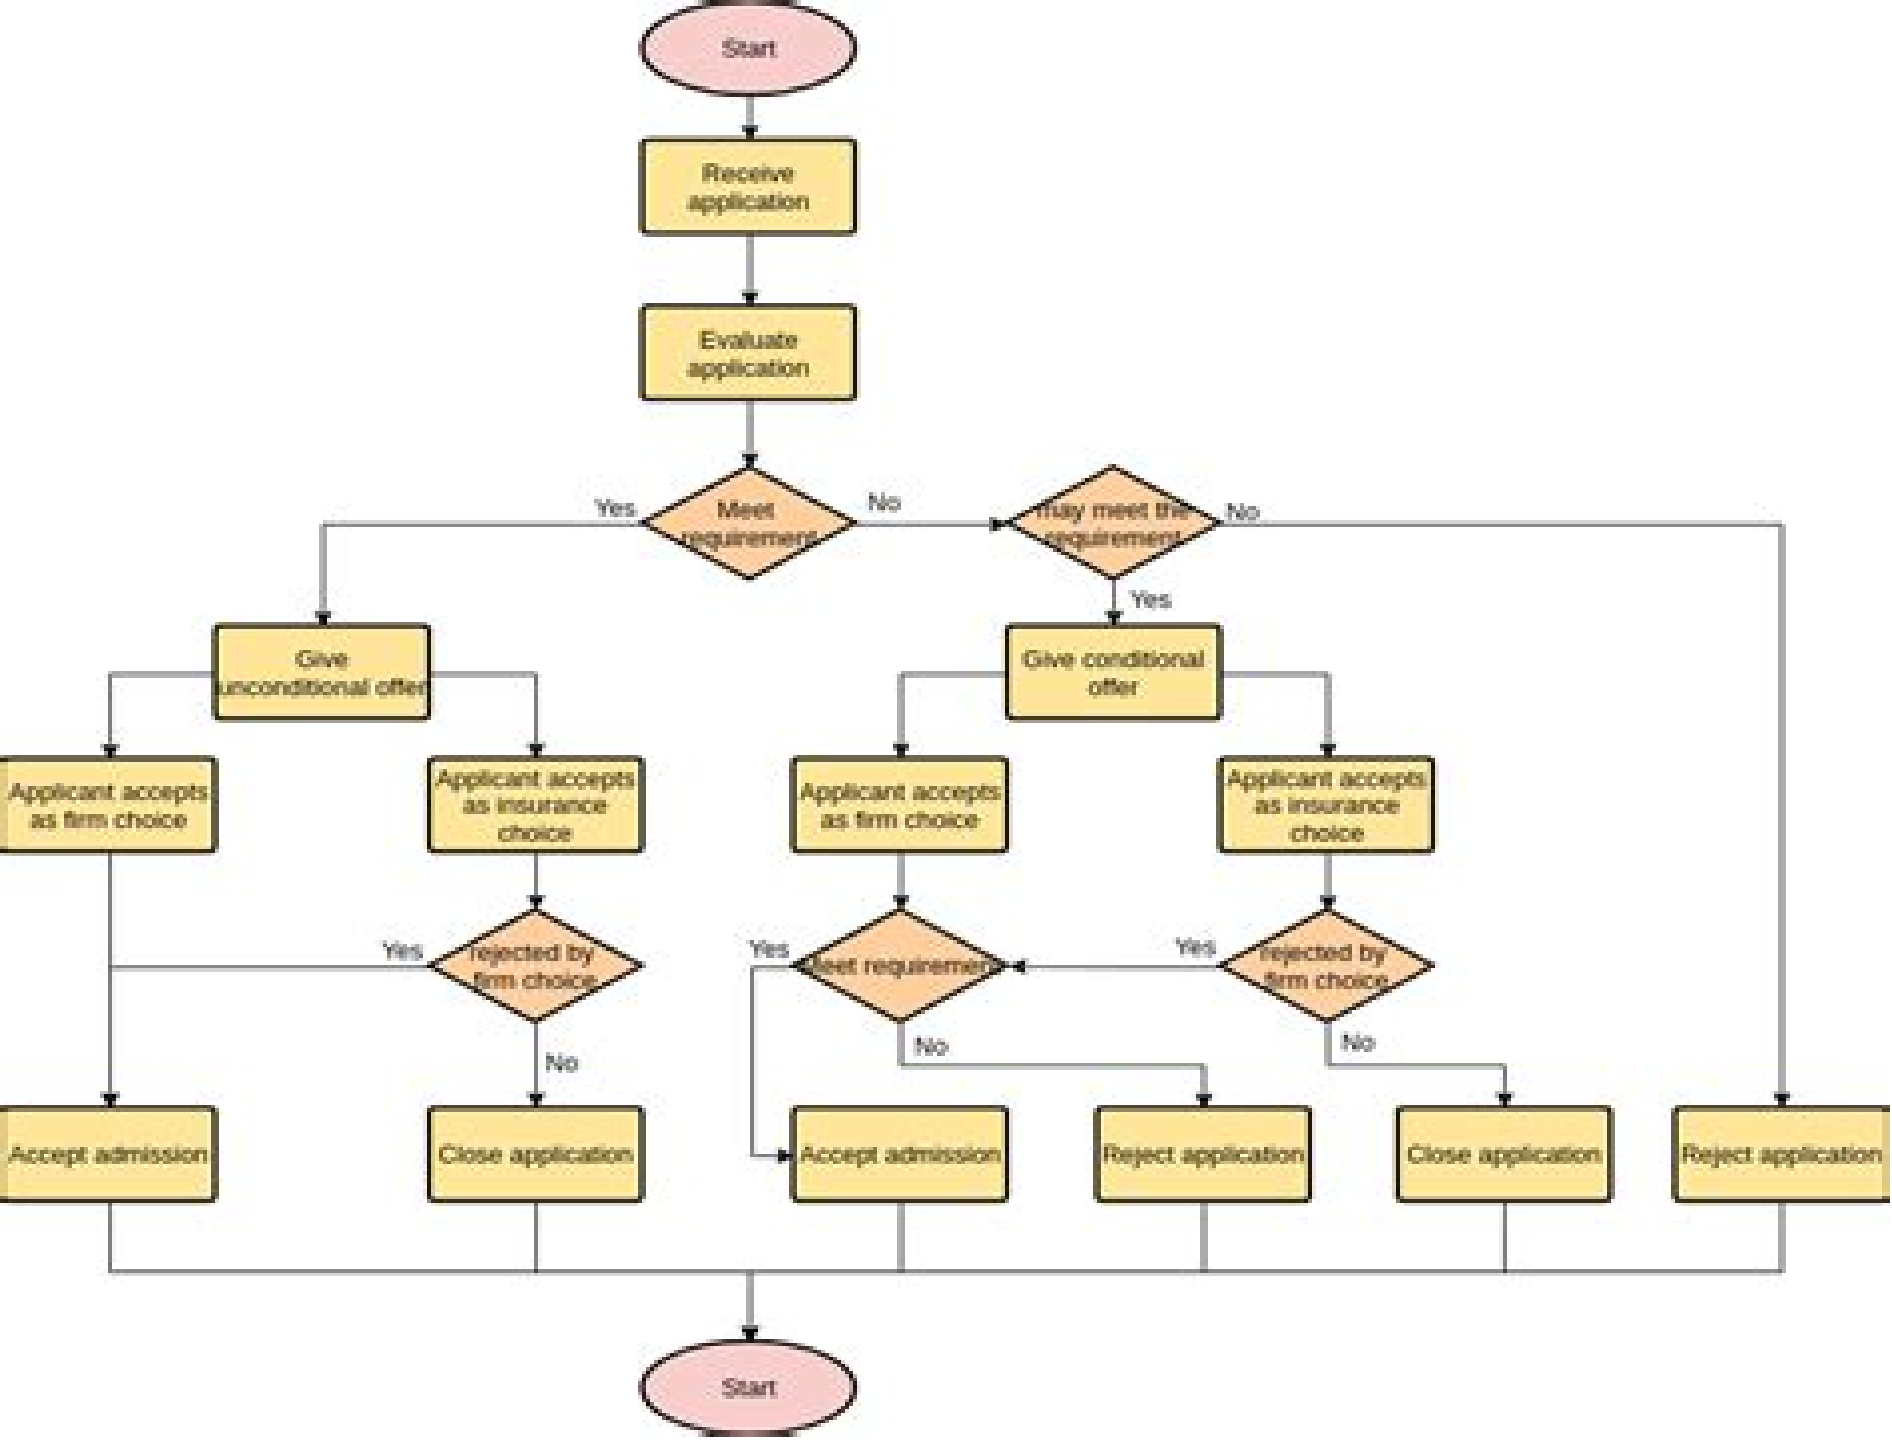 Start
Receive
application
Evaluate
application
Yes
Meet
requirement
No
may meet the
requirement
No
Yes
Give
unconditional offer
Give conditional
offer
Applicant accepts
as firm choice
Applicant accepts
as insurance
choice
Applicant accepts
as firm choice
Applicant accepts
as insurance
choice
Yes
rejected by
firm choice
Yes
Meet requirement
Yes
rejected by
firm choice
No
No
No
Accept admission
Close application
Accept admission
Reject application
Close application
Reject application
Start